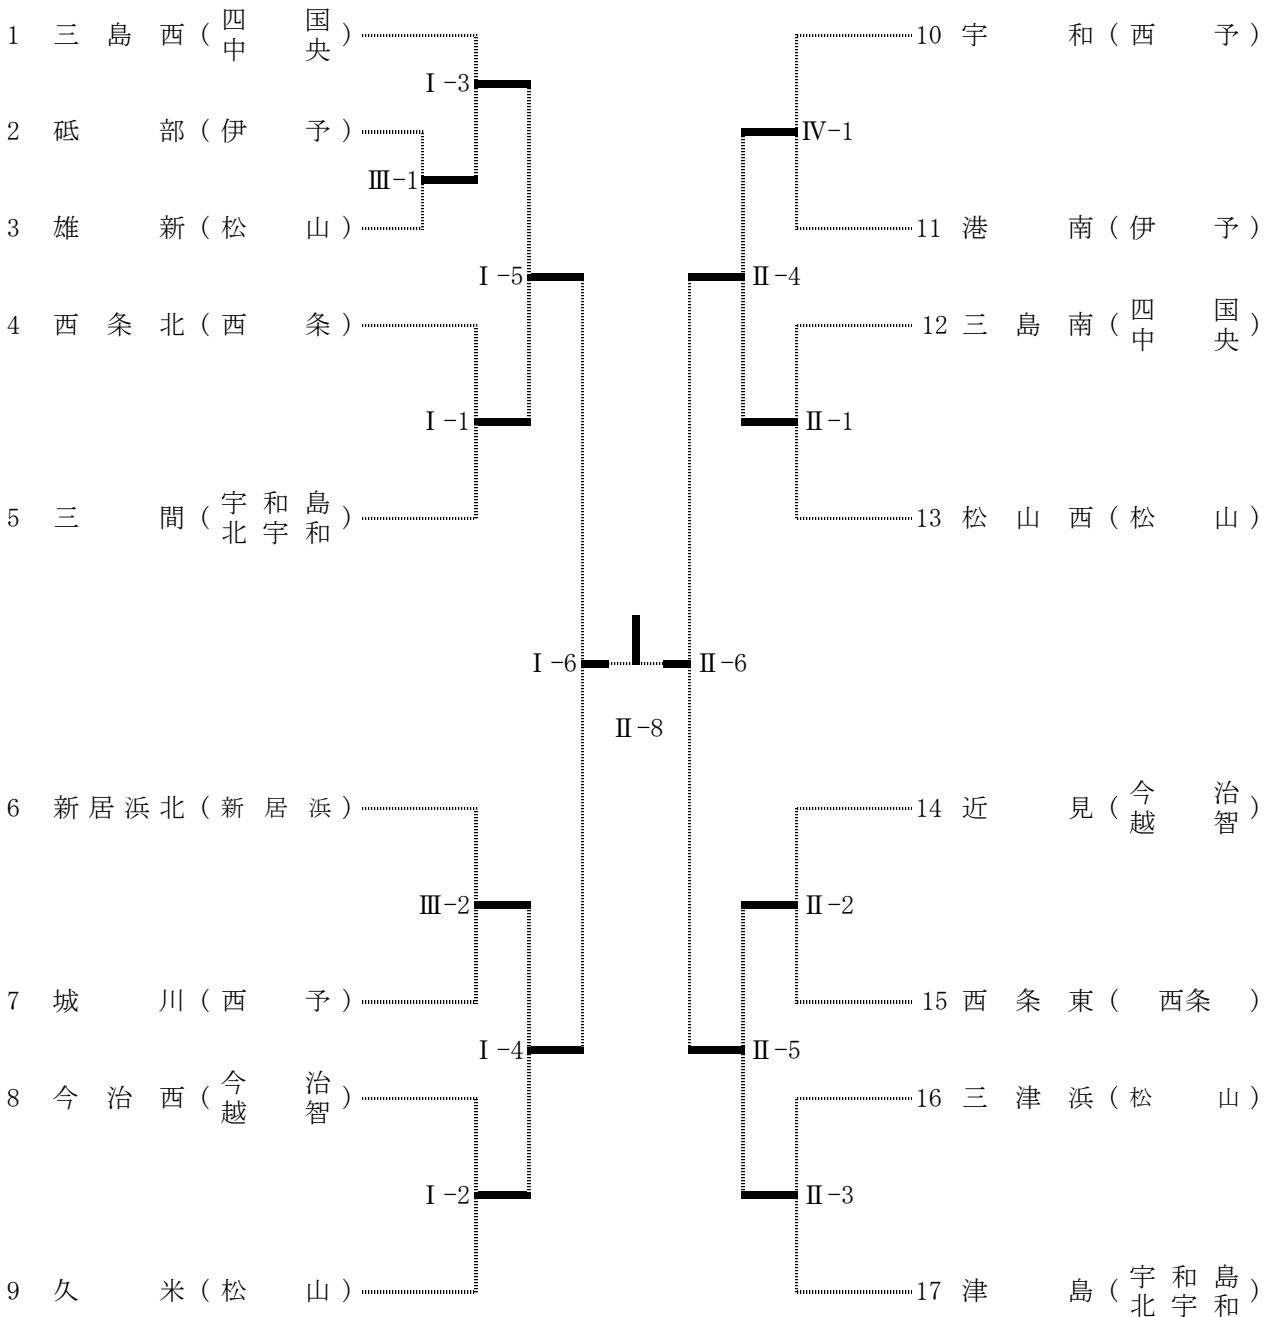 1 三島西（四国中央）
Ⅰ-3
2 砥部（伊予）
Ⅲ-1
3 雄新（松山）
Ⅰ-5
4 西条北（西条）
Ⅰ-1
5 三間（宇和島北宇和）
Ⅰ-6
6 新居浜北（新居浜）
Ⅲ-2
7 城川（西予）
Ⅰ-4
8 今治西（今治越智）
Ⅰ-2
9 久米（松山）
Ⅱ-8
10 宇和（西予）
Ⅳ-1
11 港南（伊予）
Ⅱ-4
12 三島南（四国中央）
Ⅱ-1
13 松山西（松山）
Ⅱ-6
14 近見（今治越智）
Ⅱ-2
15 西条東（西条）
Ⅱ-5
16 三津浜（松山）
Ⅱ-3
17 津島（宇和島北宇和）